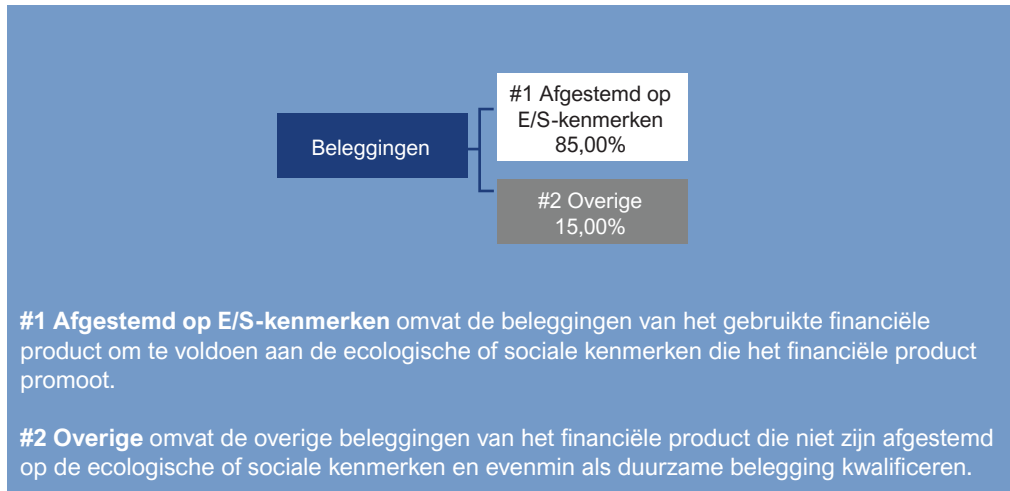 #1 Afgestemd op
E/S-kenmerken
85,00%
Beleggingen
#2 Overige
15,00%
#1 Afgestemd op E/S-kenmerken omvat de beleggingen van het gebruikte financiële
product om te voldoen aan de ecologische of sociale kenmerken die het financiële product
promoot.
#2 Overige omvat de overige beleggingen van het financiële product die niet zijn afgestemd
op de ecologische of sociale kenmerken en evenmin als duurzame belegging kwalificeren.